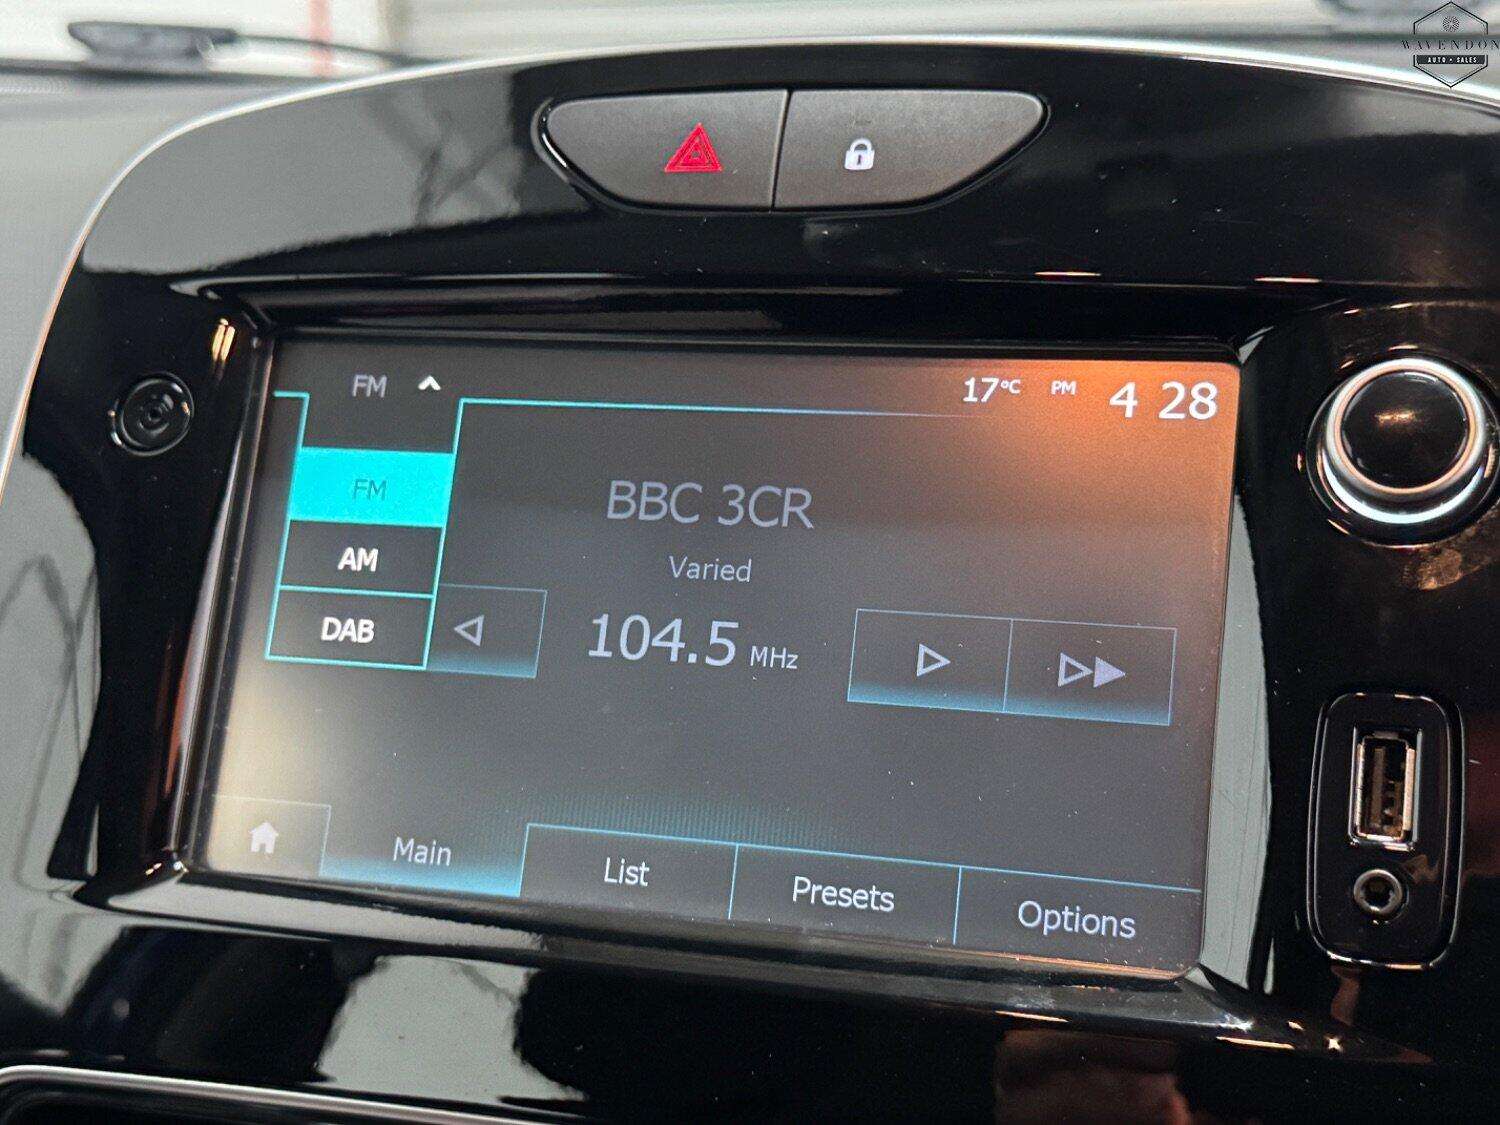 WAVENDON
AUTO • SALES
FM
17°C PM 4 28
FM
AM
DAB
BBC 3CR
Varied
104.5 MHz
Main
List
Presets
Options